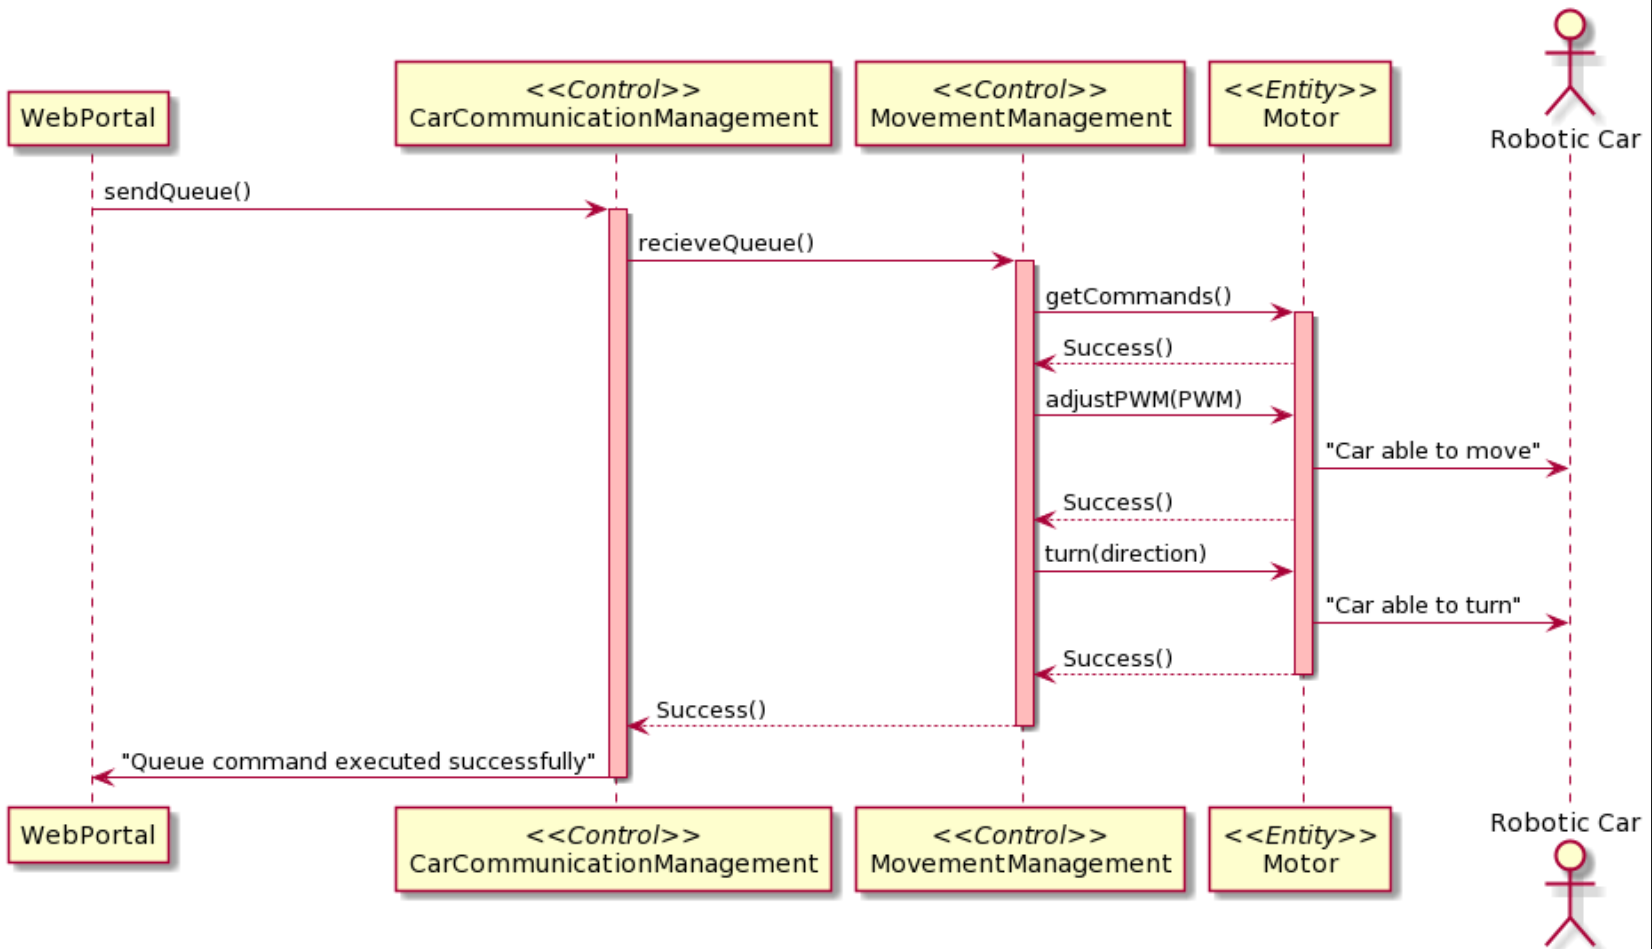 Robotic Car
WebPortal
<<Control>>
CarCommunicationManagement
<<Control>>
MovementManagement
<<Entity>>
Motor
sendQueue()
recieveQueue()
getCommands()
Success()
adjustPWM(PWM)
"Car able to move"
Success()
turn(direction)
"Car able to turn"
Success()
Success()
"Queue command executed successfully"
WebPortal
<<Control>>
CarCommunicationManagement
<<Control>>
MovementManagement
<<Entity>>
Motor
Robotic Car